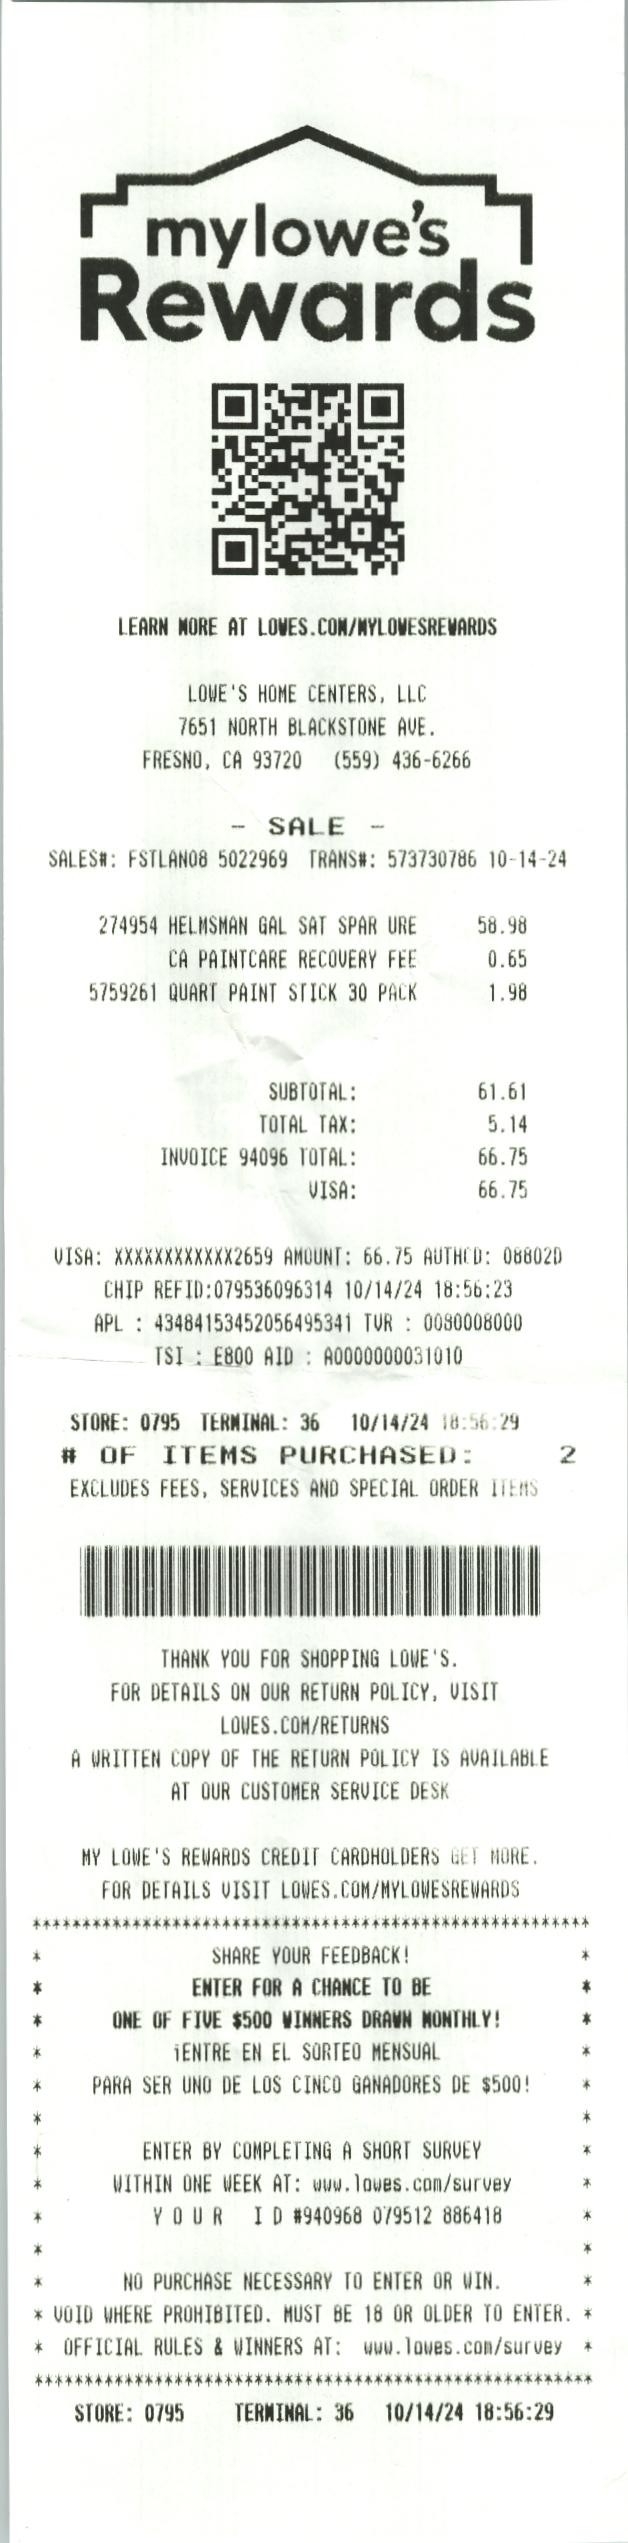 mylowe's
Rewards
LEARN MORE AT LOWES.COM/MYLOWESREWARDS
LOWE'S HOME CENTERS, LLC
7651 NORTH BLACKSTONE AVE.
FRESNO, CA 93720 (559) 436-6266
- SALE -
SALES#: FSTLAN08 5022969 TRANS#: 573730786 10-14-24
274954 HELMSMAN GAL SAT SPAR URE 58.98
CA PAINTCARE RECOVERY FEE 0.65
5759261 QUART PAINT STICK 30 PACK 1.98
SUBTOTAL: 61.61
TOTAL TAX: 5.14
INVOICE 94096 TOTAL: 66.75
VISA: 66.75
VISA: XXXXXXXXXXXX2659 AMOUNT: 66.75 AUTHCD: 08802D
CHIP REFID:079536096314 10/14/24 18:56:23
APL : 43484153452056495341 TVR : 0080008000
TSI : E800 AID : A0000000031010
STORE: 0795 TERMINAL: 36 10/14/24 18:56:29
# OF ITEMS PURCHASED: 2
EXCLUDES FEES, SERVICES AND SPECIAL ORDER ITEMS
THANK YOU FOR SHOPPING LOWE'S.
FOR DETAILS ON OUR RETURN POLICY, VISIT
LOWES.COM/RETURNS
A WRITTEN COPY OF THE RETURN POLICY IS AVAILABLE
AT OUR CUSTOMER SERVICE DESK
MY LOWE'S REWARDS CREDIT CARDHOLDERS GET MORE.
FOR DETAILS VISIT LOWES.COM/MYLOWESREWARDS
********************************************************
* SHARE YOUR FEEDBACK! *
* ENTER FOR A CHANCE TO BE *
* ONE OF FIVE $500 WINNERS DRAWN MONTHLY! *
* ¡ENTRE EN EL SORTEO MENSUAL *
* PARA SER UNO DE LOS CINCO GANADORES DE $500! *
* *
* ENTER BY COMPLETING A SHORT SURVEY *
* WITHIN ONE WEEK AT: www.lowes.com/survey *
* Y O U R I D #940968 079512 886418 *
* *
* NO PURCHASE NECESSARY TO ENTER OR WIN. *
* VOID WHERE PROHIBITED. MUST BE 18 OR OLDER TO ENTER. *
* OFFICIAL RULES & WINNERS AT: www.lowes.com/survey *
********************************************************
STORE: 0795 TERMINAL: 36 10/14/24 18:56:29